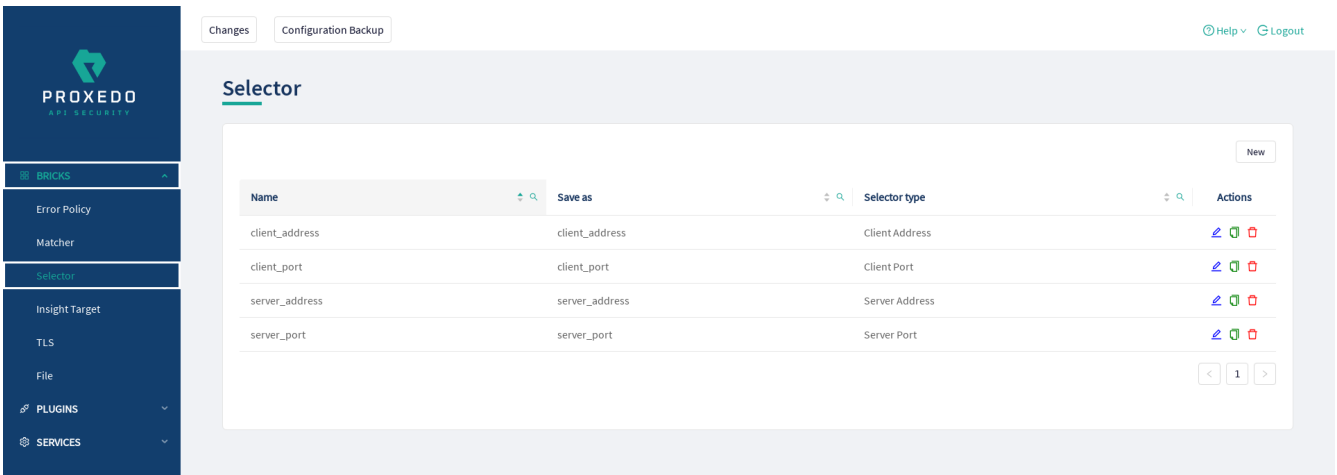 PROXEDO
API SECURITY
BRICKS
Error Policy
Matcher
Selector
Insight Target
TLS
File
PLUGINS
SERVICES
Changes Configuration Backup Help Logout
Selector
New
Name Save as Selector type Actions
client_address client_address Client Address
client_port client_port Client Port
server_address server_address Server Address
server_port server_port Server Port
< 1 >